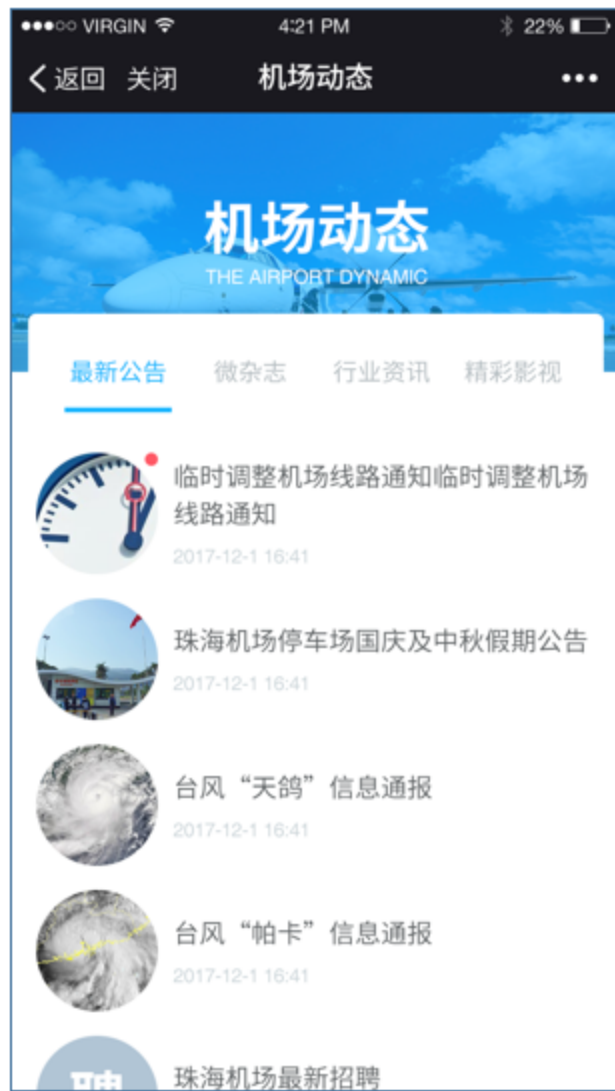 VIRGIN 4:21 PM 22%
返回 关闭 机场动态
机场动态
THE AIRPORT DYNAMIC
最新公告 微杂志 行业资讯 精彩影视
临时调整机场线路通知临时调整机场
线路通知
2017-12-1 16:41
珠海机场停车场国庆及中秋假期公告
2017-12-1 16:41
台风“天鸽”信息通报
2017-12-1 16:41
台风“帕卡”信息通报
2017-12-1 16:41
聘
珠海机场最新招聘